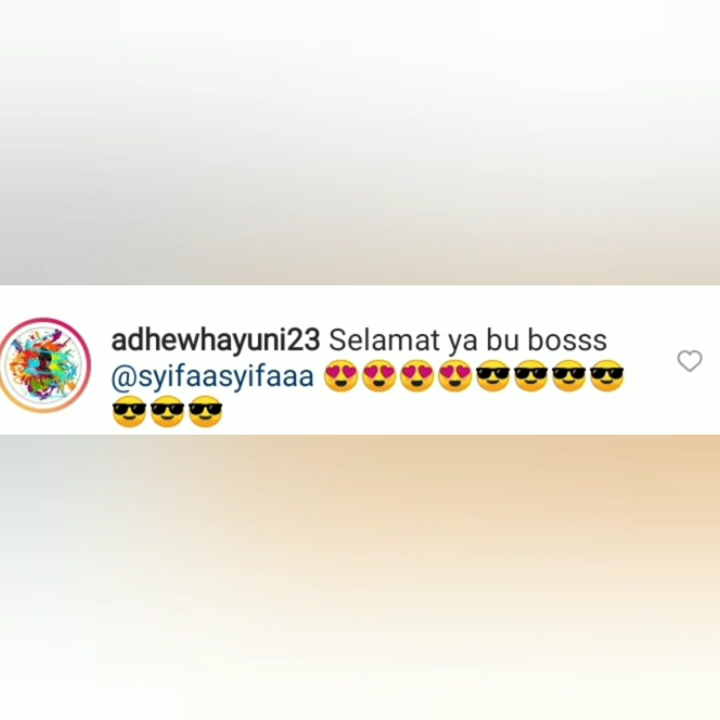 adhewhayuni23 Selamat ya bu bosss
@syifaasyifaaa 😍😍😍😍😎😎😎😎
😎😎😎